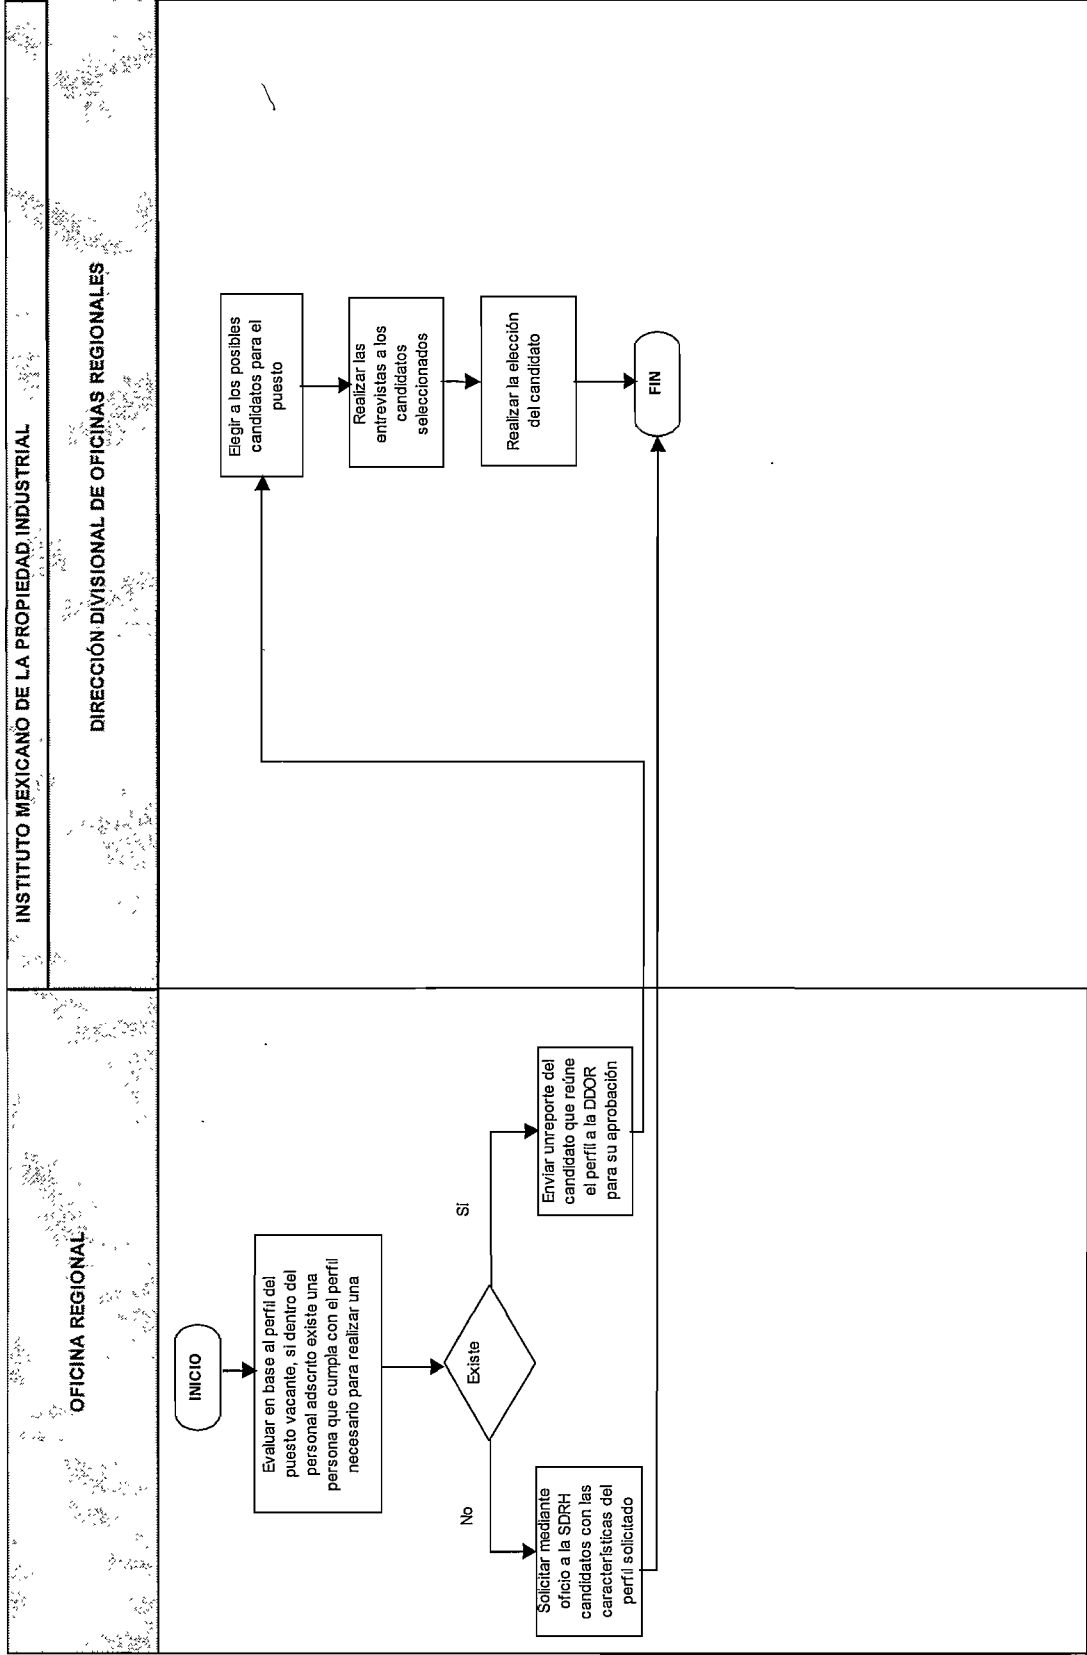 INSTITUTO MEXICANO DE LA PROPIEDAD INDUSTRIAL
OFICINA REGIONAL
DIRECCIÓN DIVISIONAL DE OFICINAS REGIONALES
INICIO
Evaluar en base al perfil del
puesto vacante, si dentro del
personal adscrito existe una
persona que cumpla con el perfil
necesario para realizar una
Existe
No
Sí
Solicitar mediante
oficio a la SDRH
candidatos con las
características del
perfil solicitado
Enviar unreporte del
candidato que reúne
el perfil a la DDOR
para su aprobación
Elegir a los posibles
candidatos para el
puesto
Realizar las
entrevistas a los
candidatos
seleccionados
Realizar la elección
del candidato
FIN